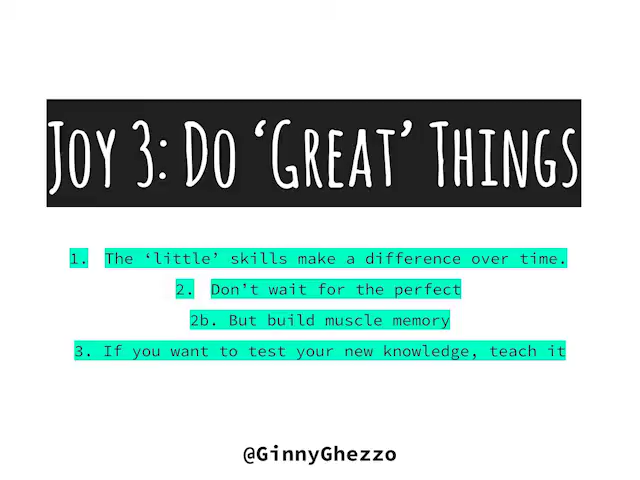 Joy 3: Do ‘Great’ Things
1. The ‘little’ skills make a difference over time.
2. Don’t wait for the perfect
2b. But build muscle memory
3. If you want to test your new knowledge, teach it
@GinnyGhezzo